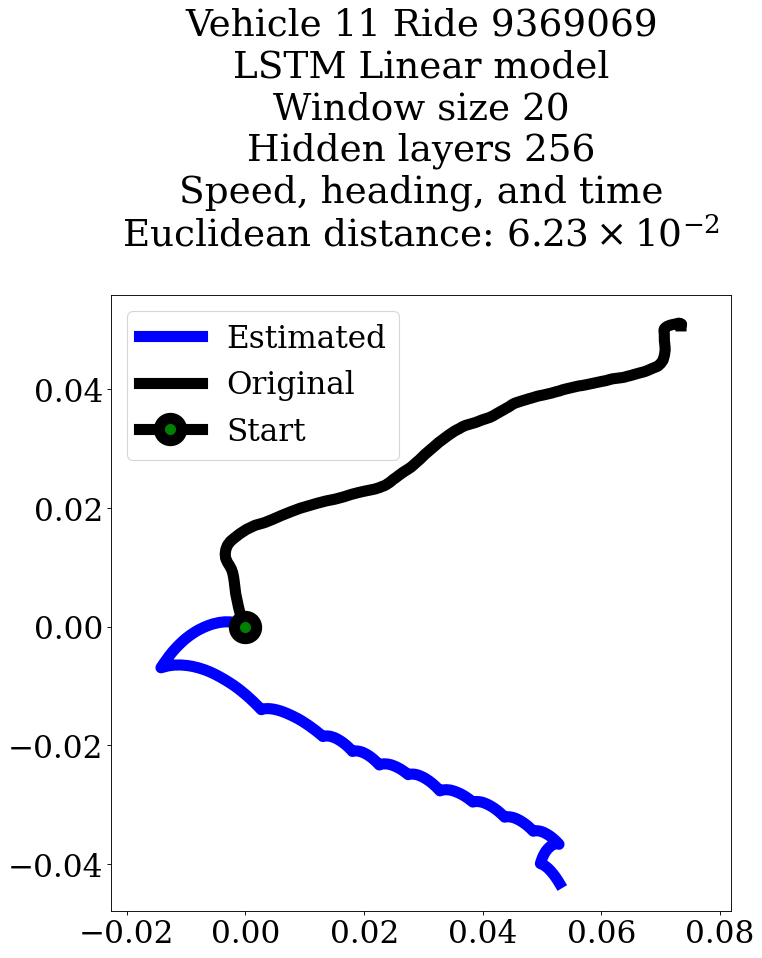 Vehicle 11 Ride 9369069
LSTM Linear model
Window size 20
Hidden layers 256
Speed, heading, and time
Euclidean distance: 6.23 × 10⁻²
Estimated
Original
Start
0.04
0.02
0.00
−0.02
−0.04
−0.02 0.00 0.02 0.04 0.06 0.08